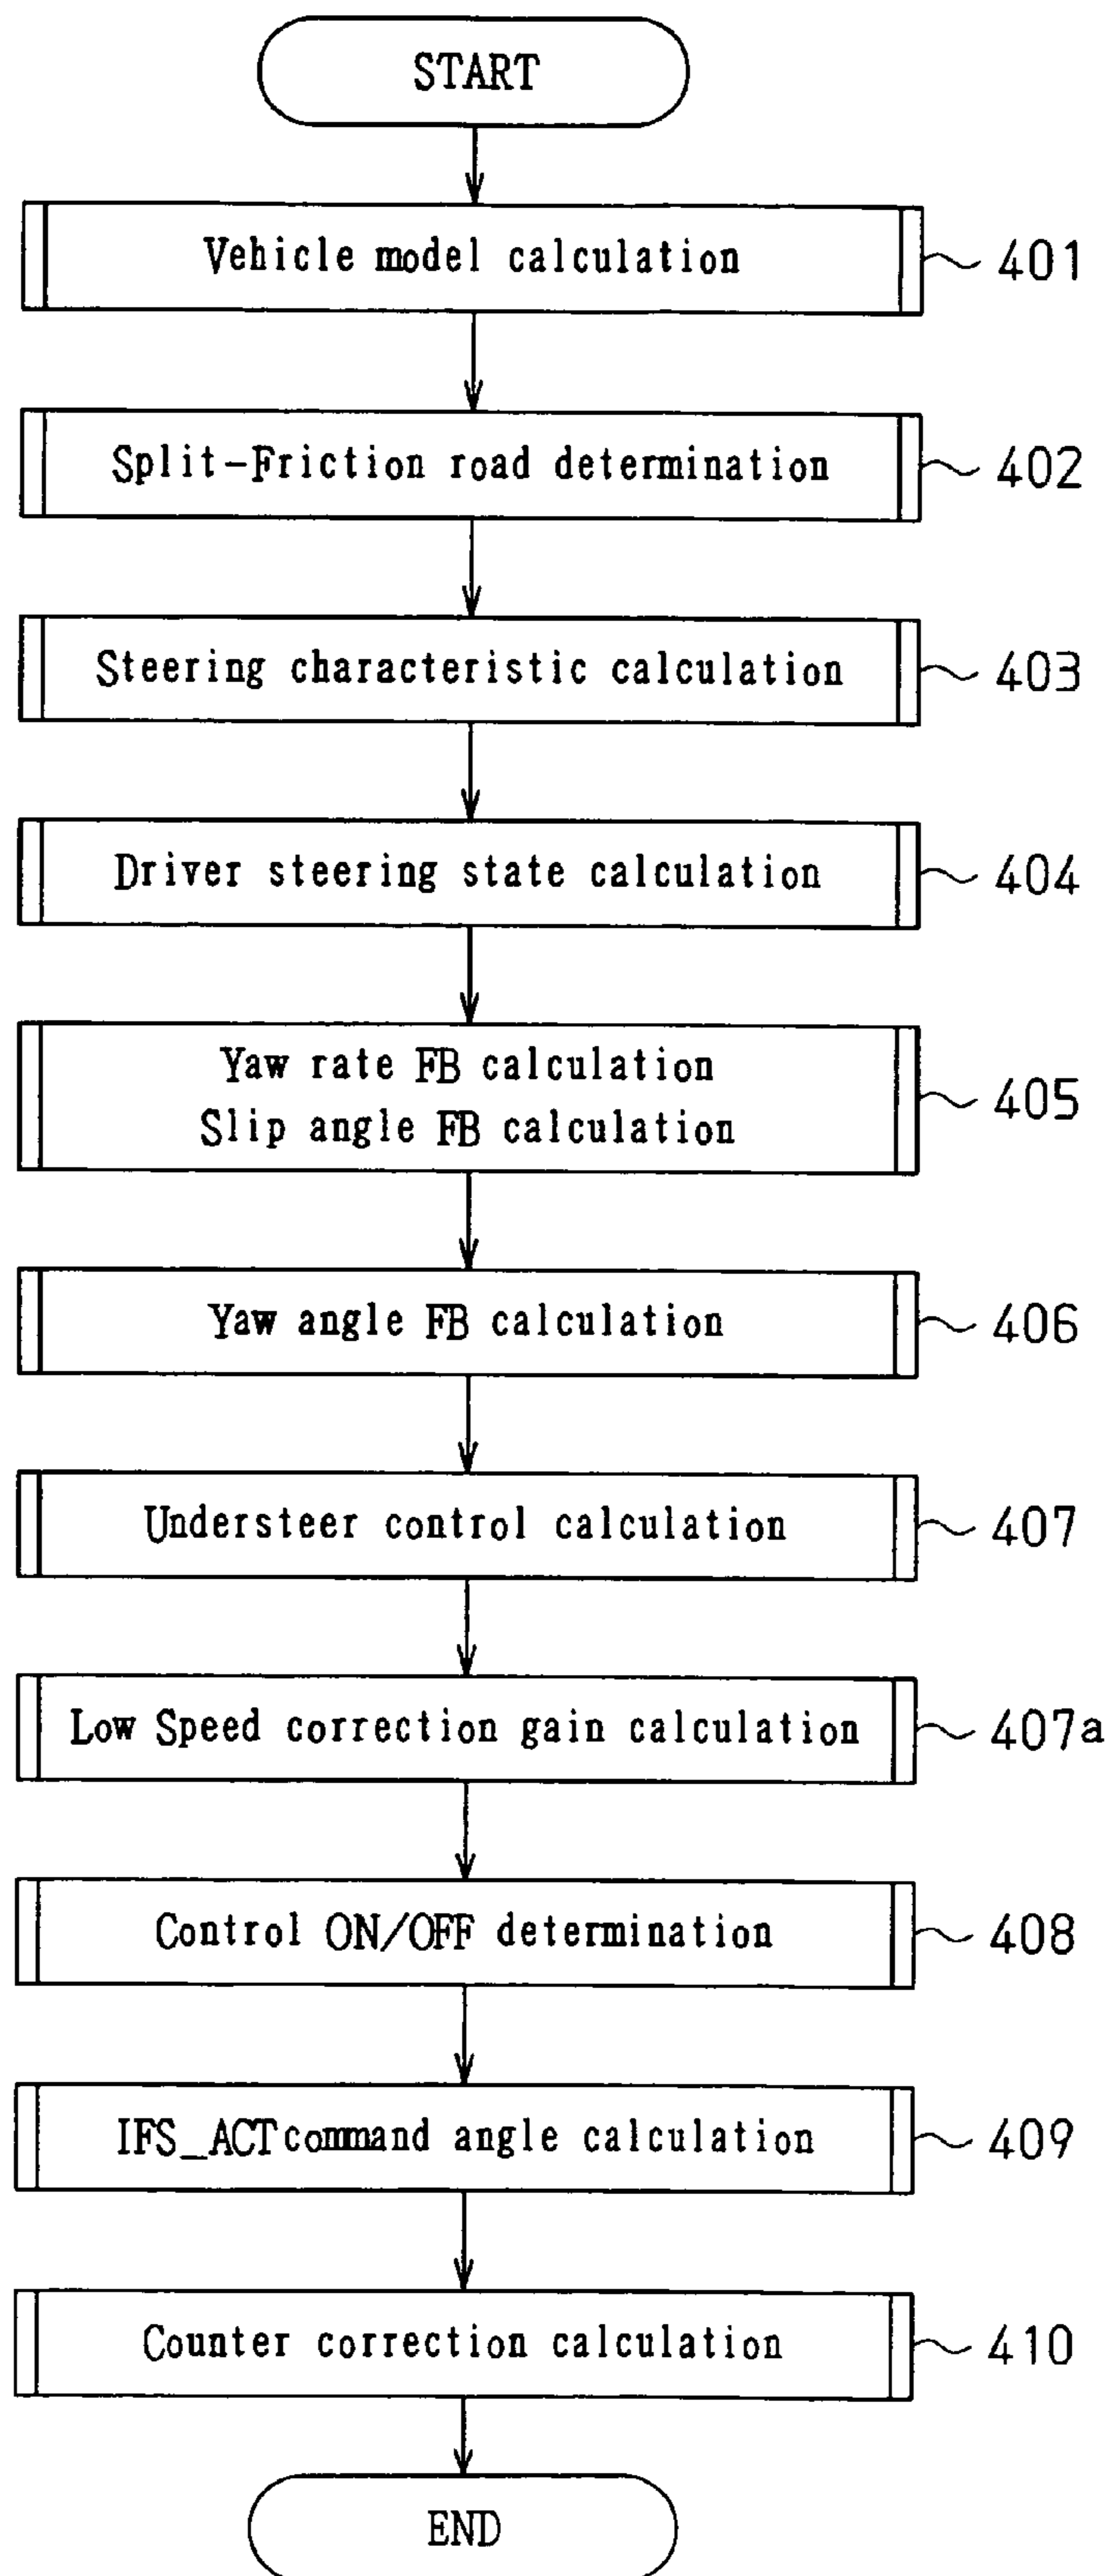 START
Vehicle model calculation
401
Split-Friction road determination
402
Steering characteristic calculation
403
Driver steering state calculation
404
Yaw rate FB calculation
Slip angle FB calculation
405
Yaw angle FB calculation
406
Understeer control calculation
407
Low Speed correction gain calculation
407a
Control ON/OFF determination
408
IFS_ACT command angle calculation
409
Counter correction calculation
410
END